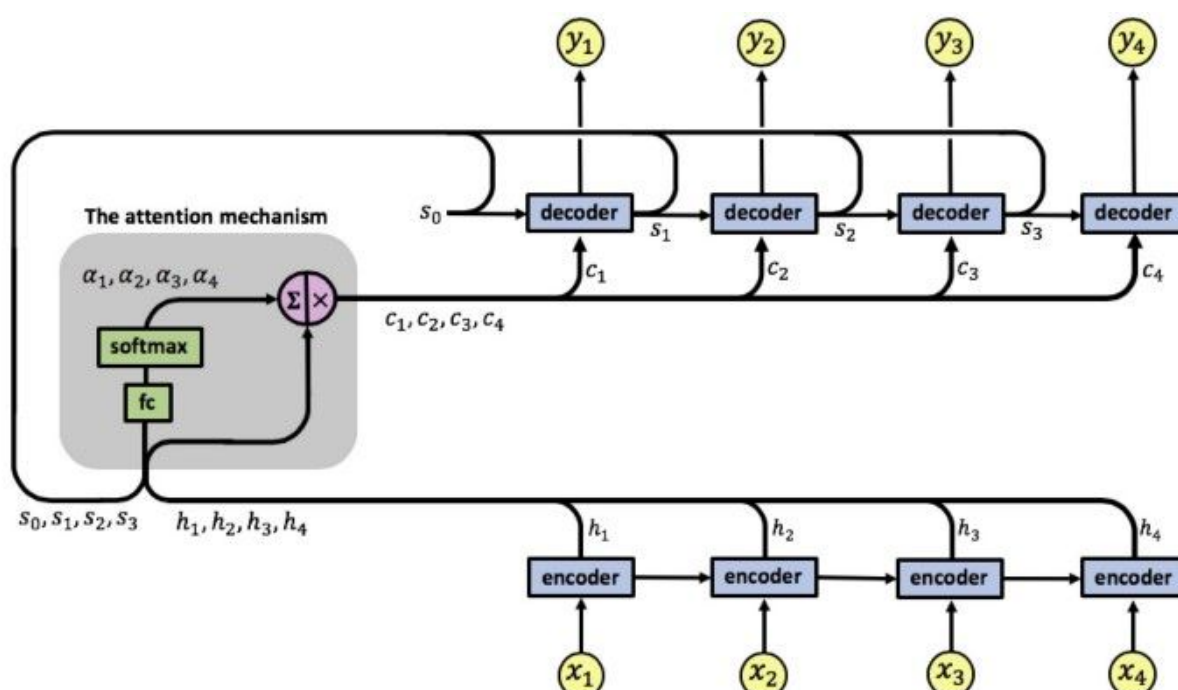 y₁ y₂ y₃ y₄
s₀ decoder s₁ decoder s₂ decoder s₃ decoder
The attention mechanism
c₁ c₂ c₃ c₄
α₁, α₂, α₃, α₄
Σ ×
c₁, c₂, c₃, c₄
softmax
fc
s₀, s₁, s₂, s₃ h₁, h₂, h₃, h₄
h₁ h₂ h₃ h₄
encoder encoder encoder encoder
x₁ x₂ x₃ x₄